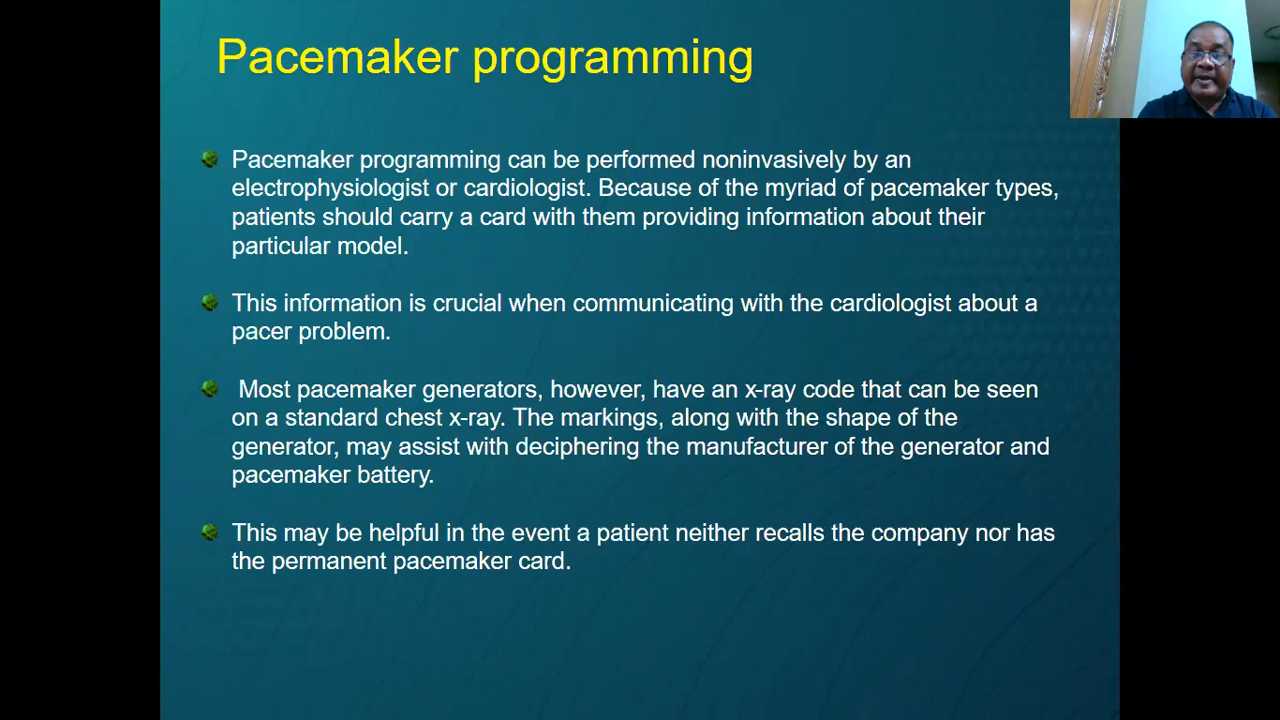 Pacemaker programming
Pacemaker programming can be performed noninvasively by an
electrophysiologist or cardiologist. Because of the myriad of pacemaker types,
patients should carry a card with them providing information about their
particular model.
This information is crucial when communicating with the cardiologist about a
pacer problem.
Most pacemaker generators, however, have an x-ray code that can be seen
on a standard chest x-ray. The markings, along with the shape of the
generator, may assist with deciphering the manufacturer of the generator and
pacemaker battery.
This may be helpful in the event a patient neither recalls the company nor has
the permanent pacemaker card.